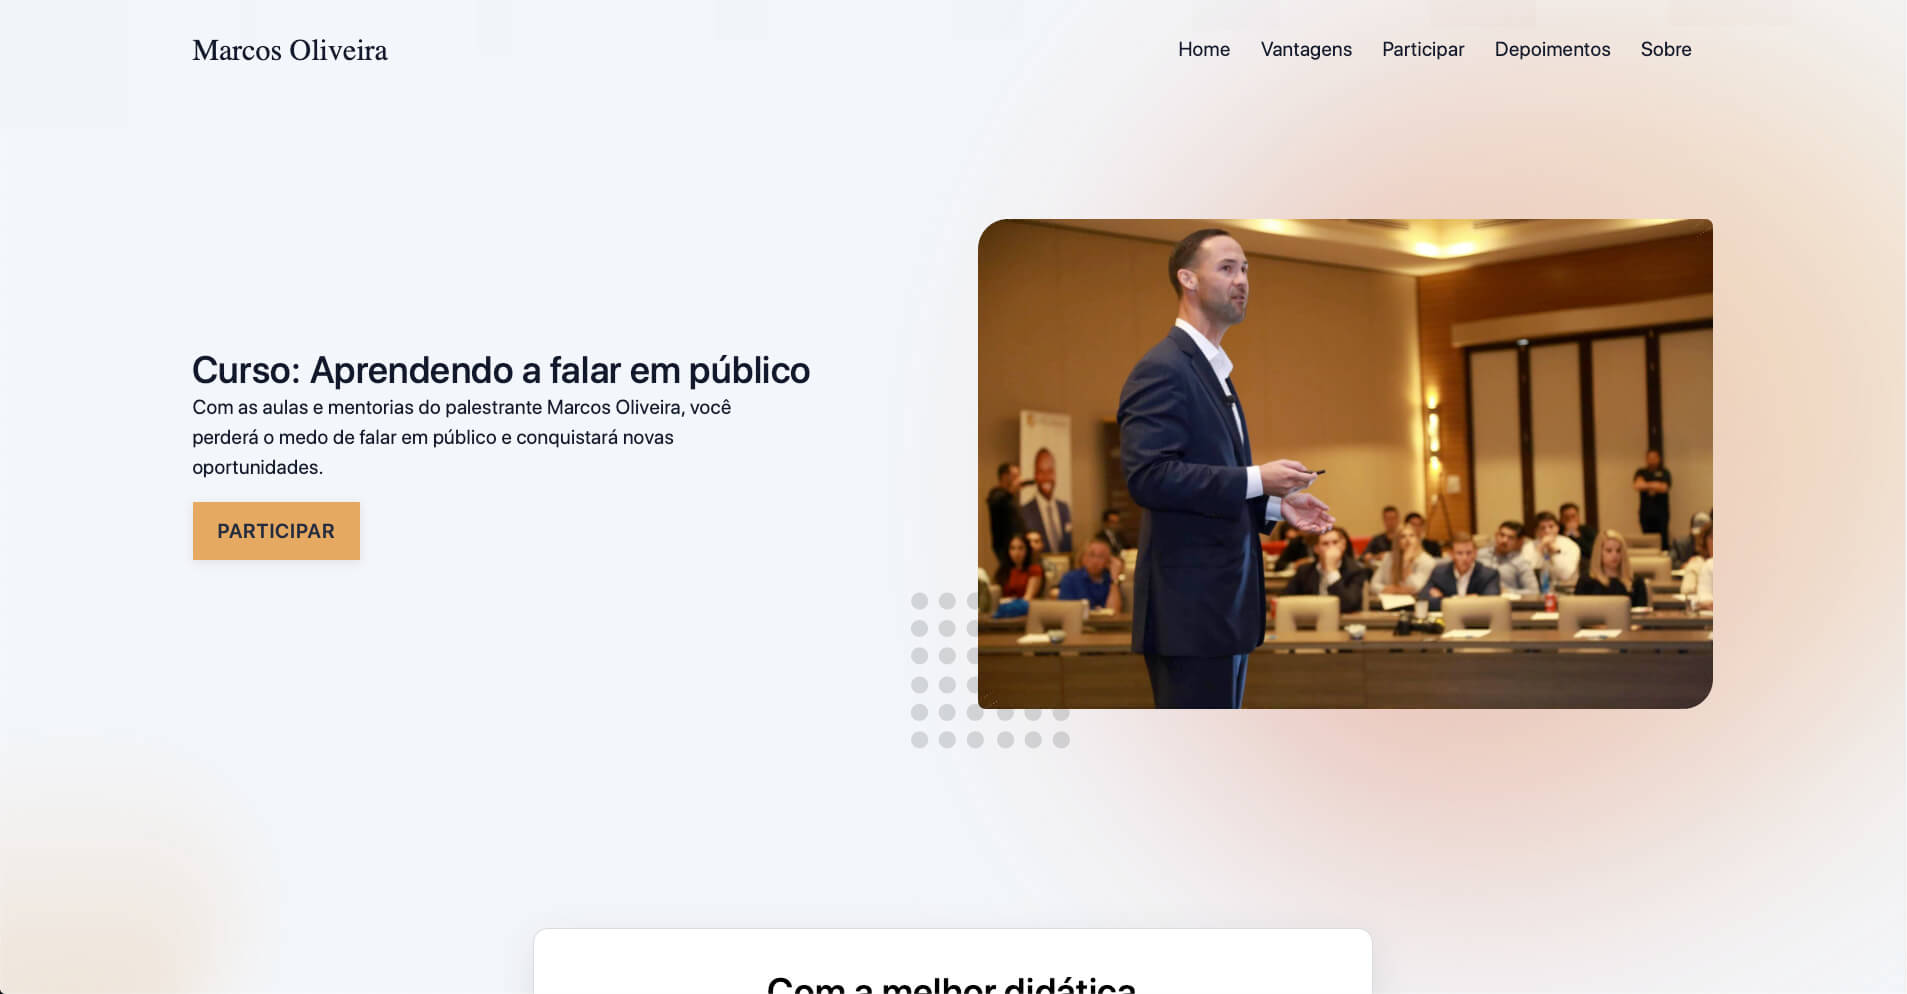 Marcos Oliveira
Home Vantagens Participar Depoimentos Sobre
Curso: Aprendendo a falar em público
Com as aulas e mentorias do palestrante Marcos Oliveira, você
perderá o medo de falar em público e conquistará novas
oportunidades.
PARTICIPAR
Com a melhor didática